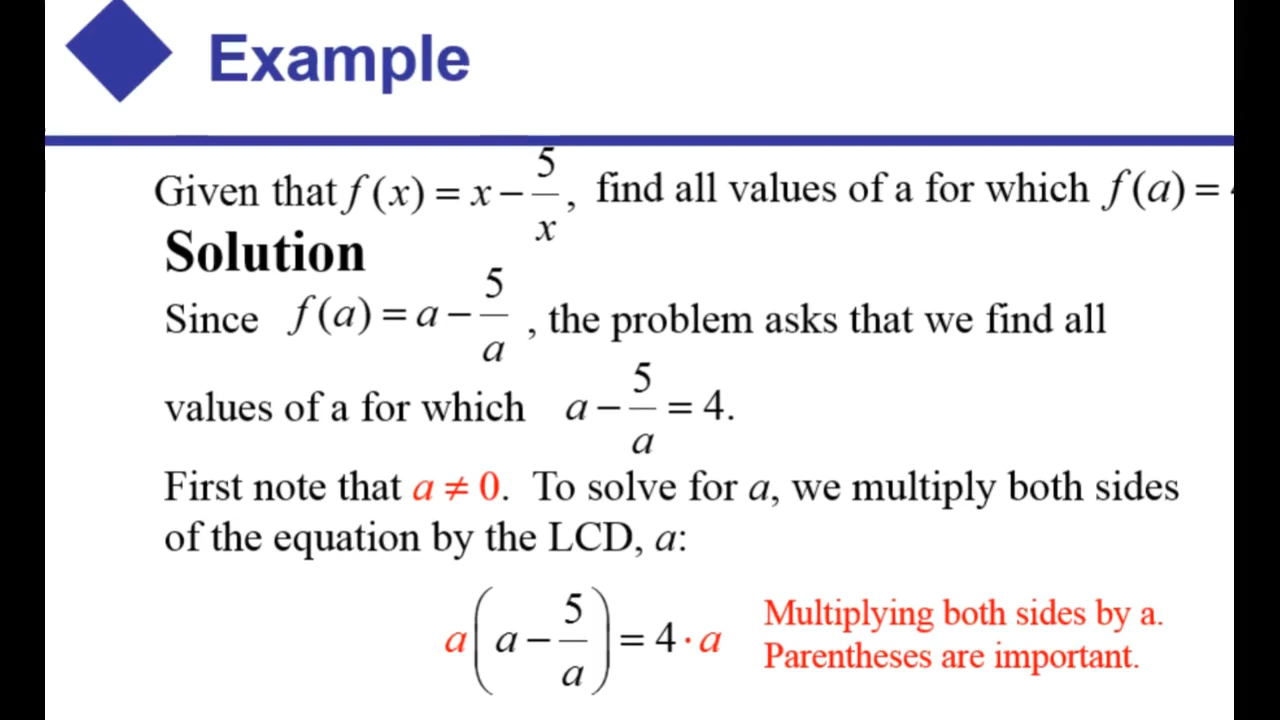 Example
Given that f(x) = x − 5/x, find all values of a for which f(a) =
Solution
Since f(a) = a − 5/a, the problem asks that we find all
values of a for which a − 5/a = 4.
First note that a ≠ 0. To solve for a, we multiply both sides
of the equation by the LCD, a:
a(a − 5/a) = 4 · a
Multiplying both sides by a.
Parentheses are important.